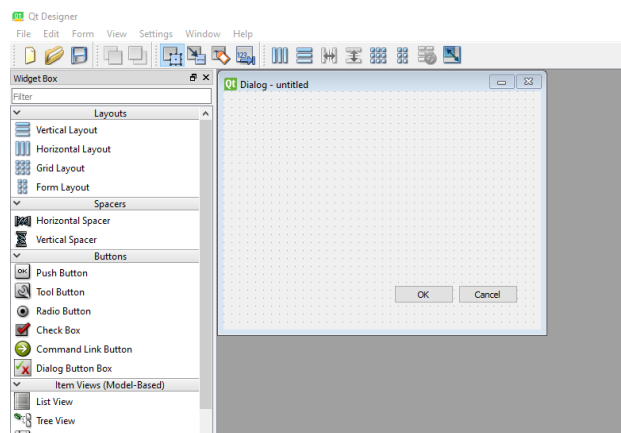 Qt Designer
File Edit Form View Settings Window Help
Widget Box
Filter
Layouts
Vertical Layout
Horizontal Layout
Grid Layout
Form Layout
Spacers
Horizontal Spacer
Vertical Spacer
Buttons
Push Button
Tool Button
Radio Button
Check Box
Command Link Button
Dialog Button Box
Item Views (Model-Based)
List View
Tree View
Dialog - untitled
OK Cancel